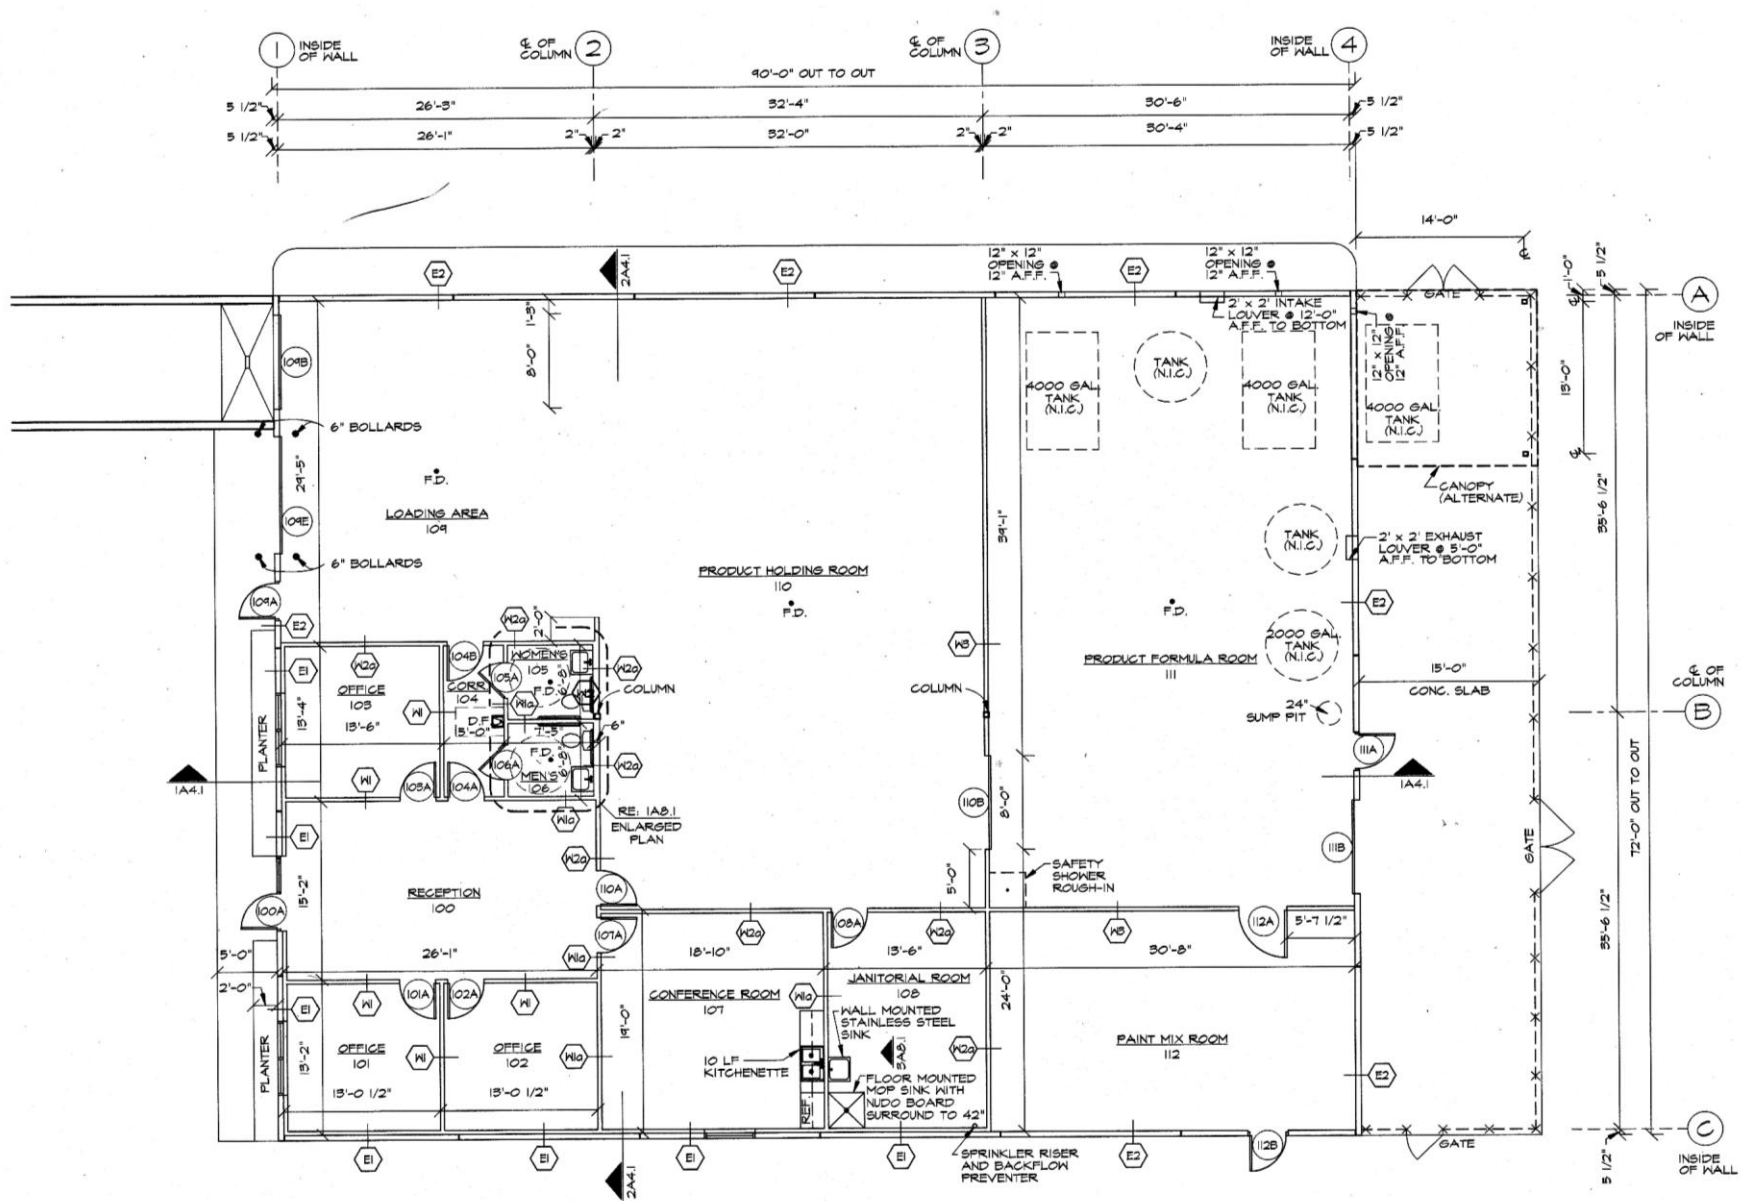 1
INSIDE
OF WALL
℄ OF
COLUMN
2
℄ OF
COLUMN
3
INSIDE
OF WALL
4
90'-0" OUT TO OUT
5 1/2"
26'-3"
32'-4"
30'-6"
5 1/2"
5 1/2"
26'-1"
2"
2"
32'-0"
2"
2"
30'-4"
5 1/2"
14'-0"
℄
1'-0"
5 1/2"
2A4.1
E2
E2
E2
12" x 12"
OPENING @
12" A.F.F.
12" x 12"
OPENING @
12" A.F.F.
GATE
A
INSIDE
OF WALL
2' x 2' INTAKE
LOUVER @ 12'-0"
A.F.F. TO BOTTOM
12" x 12"
OPENING @
12" A.F.F.
109B
8'-0"
1'-3"
4000 GAL.
TANK
(N.I.C.)
TANK
(N.I.C.)
4000 GAL.
TANK
(N.I.C.)
4000 GAL.
TANK
(N.I.C.)
13'-0"
6" BOLLARDS
29'-5"
F.D.
LOADING AREA
109
109E
6" BOLLARDS
109A
E2
CANOPY
(ALTERNATE)
35'-6 1/2"
39'-1"
TANK
(N.I.C.)
2' x 2' EXHAUST
LOUVER @ 5'-0"
A.F.F. TO BOTTOM
PRODUCT HOLDING ROOM
110
F.D.
F.D.
E2
2000 GAL.
TANK
(N.I.C.)
PRODUCT FORMULA ROOM
111
W3
15'-0"
CONC. SLAB
℄ OF
COLUMN
B
24"
SUMP PIT
COLUMN
COLUMN
W2a
2'-0"
WOMEN'S
105
105A
F.D.
6'-8"
W2a
W1a
104B
CORR.
104
D.F.
5'-0"
7'-5"
6"
F.D.
6'-8"
MEN'S
106
106A
W2a
W1a
RE: 1A8.1
ENLARGED
PLAN
W2a
OFFICE
103
13'-4"
13'-6"
W1
W1
103A
104A
E1
PLANTER
1A4.1
E1
111A
1A4.1
110B
8'-0"
111B
GATE
72'-0" OUT TO OUT
W2a
RECEPTION
100
15'-2"
100A
110A
107A
5'-0"
SAFETY
SHOWER
ROUGH-IN
W2a
108A
W2a
W3
112A
5'-7 1/2"
35'-6 1/2"
5'-0"
2'-0"
26'-1"
W1a
18'-10"
13'-6"
30'-8"
E1
W1
101A
102A
W1
CONFERENCE ROOM
107
W1a
JANITORIAL ROOM
108
24'-0"
WALL MOUNTED
STAINLESS STEEL
SINK
PLANTER
OFFICE
101
13'-2"
13'-0 1/2"
W1
OFFICE
102
13'-0 1/2"
W1a
19'-0"
10 LF
KITCHENETTE
REF.
3A8.1
W2a
FLOOR MOUNTED
MOP SINK WITH
NUDO BOARD
SURROUND TO 42"
PAINT MIX ROOM
112
E2
E1
E1
2A4.1
E1
E1
SPRINKLER RISER
AND BACKFLOW
PREVENTER
E2
112B
GATE
C
INSIDE
OF WALL
5 1/2"